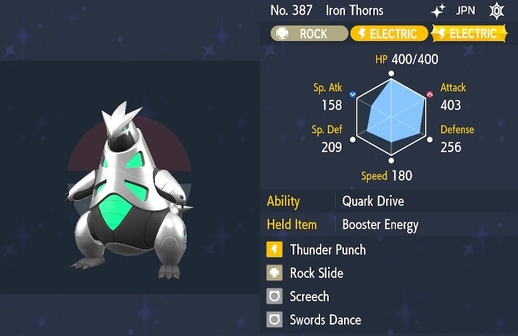 No. 387 Iron Thorns JPN
ROCK ELECTRIC ELECTRIC
HP 400/400
Sp. Atk 158
Attack 403
Sp. Def 209
Defense 256
Speed 180
Ability Quark Drive
Held Item Booster Energy
Thunder Punch
Rock Slide
Screech
Swords Dance